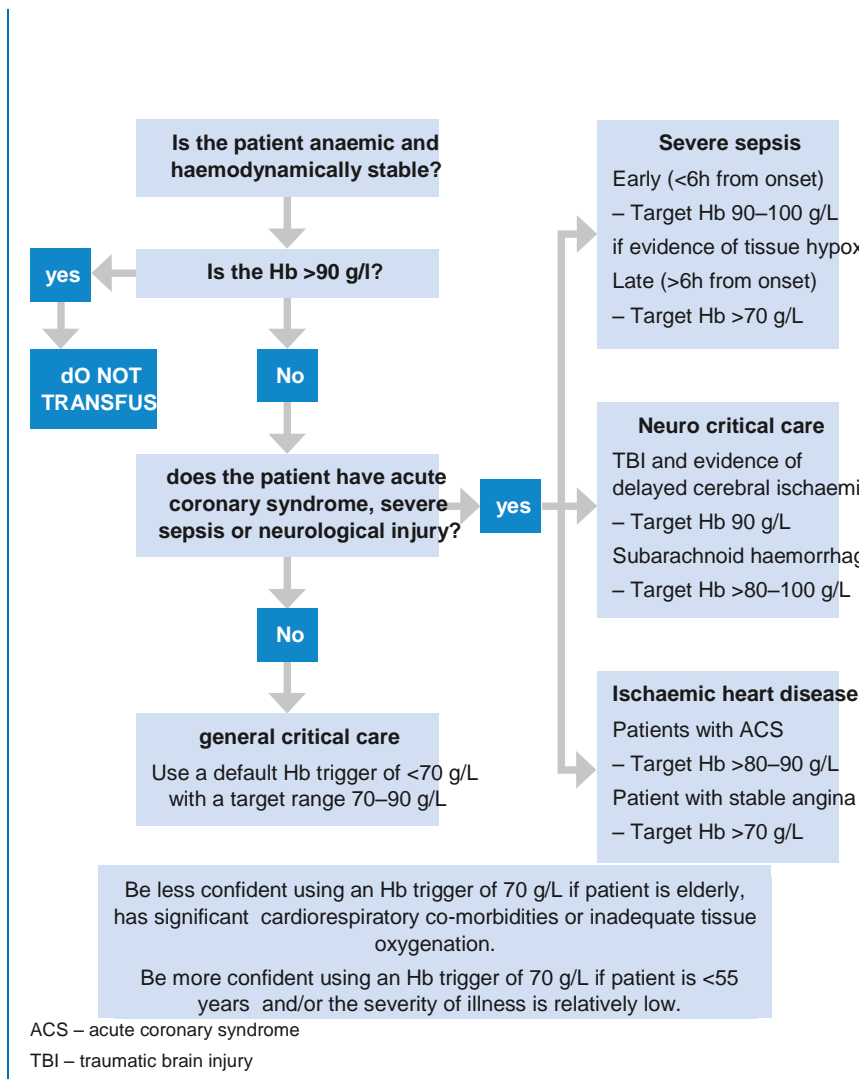 Is the patient anaemic and
haemodynamically stable?
Is the Hb >90 g/l?
yes
dO NOT
TRANSFUS
No
does the patient have acute
coronary syndrome, severe
sepsis or neurological injury?
yes
No
general critical care
Use a default Hb trigger of <70 g/L
with a target range 70–90 g/L
Severe sepsis
Early (<6h from onset)
– Target Hb 90–100 g/L
if evidence of tissue hypox
Late (>6h from onset)
– Target Hb >70 g/L
Neuro critical care
TBI and evidence of
delayed cerebral ischaemi
– Target Hb 90 g/L
Subarachnoid haemorrhag
– Target Hb >80–100 g/L
Ischaemic heart disease
Patients with ACS
– Target Hb >80–90 g/L
Patient with stable angina
– Target Hb >70 g/L
Be less confident using an Hb trigger of 70 g/L if patient is elderly,
has significant cardiorespiratory co-morbidities or inadequate tissue
oxygenation.
Be more confident using an Hb trigger of 70 g/L if patient is <55
years and/or the severity of illness is relatively low.
ACS – acute coronary syndrome
TBI – traumatic brain injury